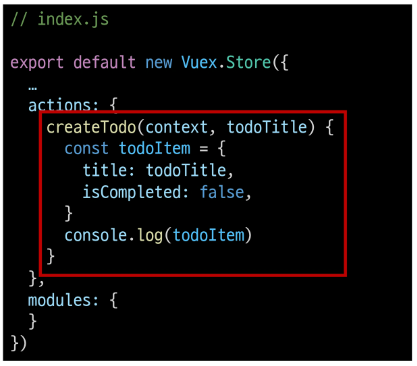 // index.js
export default new Vuex.Store({
…
actions: {
createTodo(context, todoTitle) {
const todoItem = {
title: todoTitle,
isCompleted: false,
}
console.log(todoItem)
}
},
modules: {
}
})